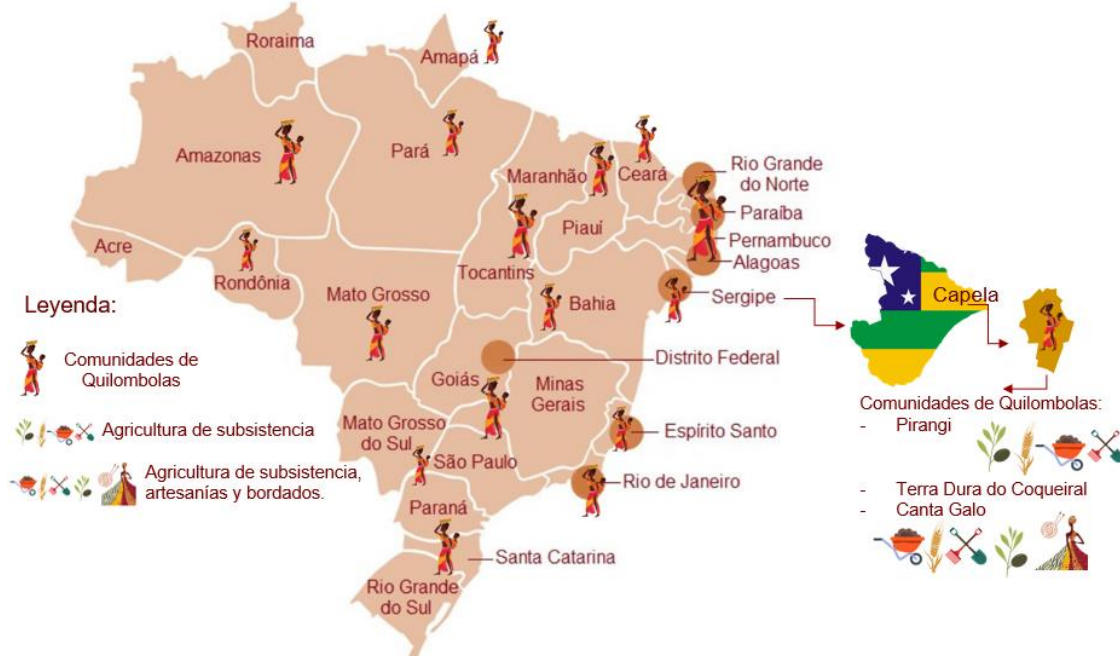 Roraima
Amapá
Amazonas
Pará
Maranhão
Ceará
Rio Grande
do Norte
Paraíba
Piauí
Pernambuco
Alagoas
Acre
Rondônia
Tocantins
Mato Grosso
Bahia
Sergipe
Capela
Distrito Federal
Goiás
Minas
Gerais
Mato Grosso
do Sul
São Paulo
Espírito Santo
Rio de Janeiro
Paraná
Santa Catarina
Rio Grande
do Sul
Leyenda:
Comunidades de
Quilombolas
Agricultura de subsistencia
Agricultura de subsistencia,
artesanías y bordados.
Comunidades de Quilombolas:
- Pirangi
- Terra Dura do Coqueiral
- Canta Galo